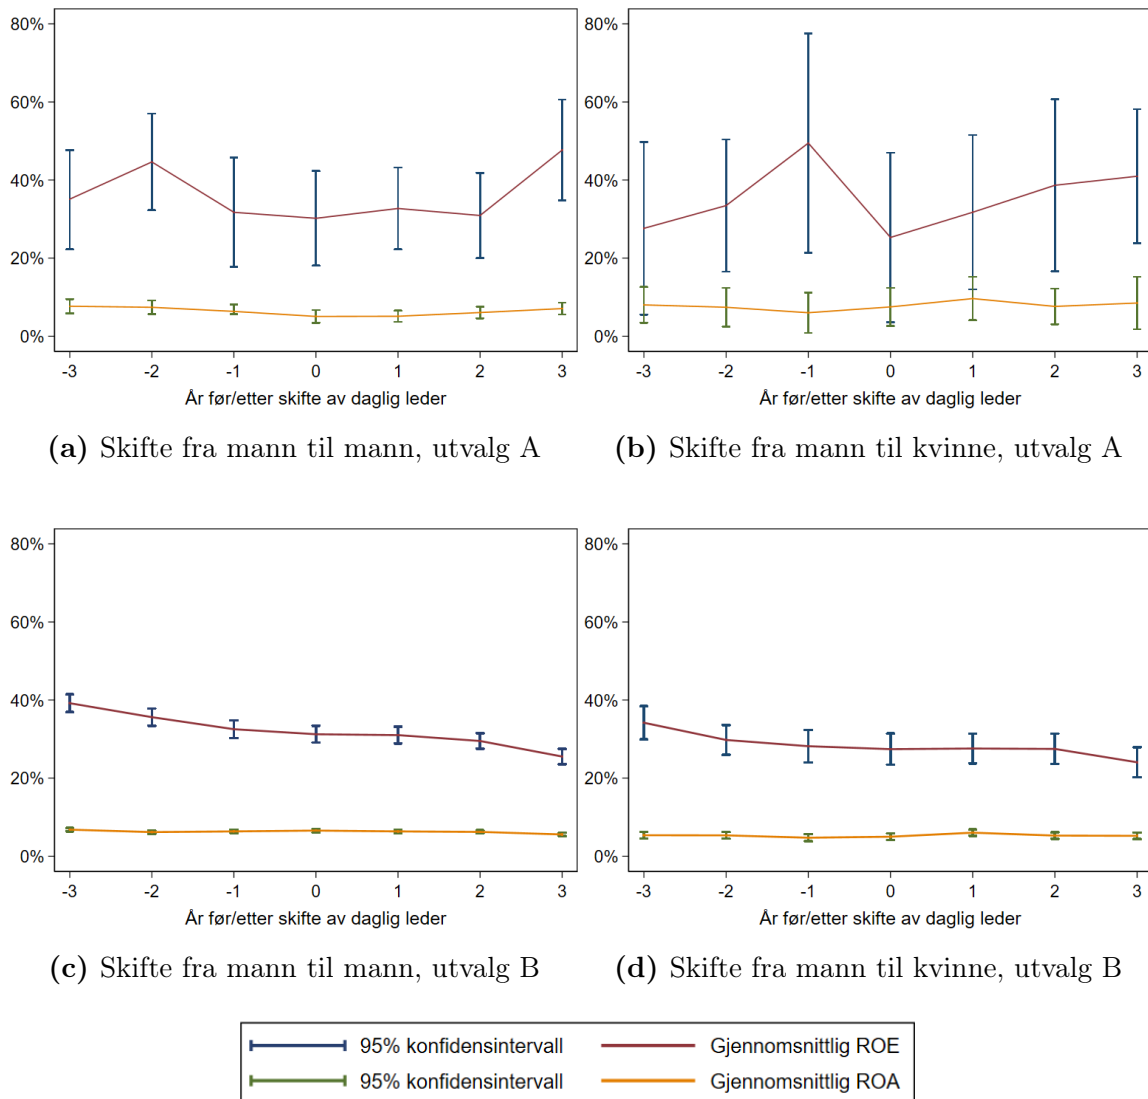 80%
60%
40%
20%
0%
-3 -2 -1 0 1 2 3
År før/etter skifte av daglig leder
(a) Skifte fra mann til mann, utvalg A
80%
60%
40%
20%
0%
-3 -2 -1 0 1 2 3
År før/etter skifte av daglig leder
(b) Skifte fra mann til kvinne, utvalg A
80%
60%
40%
20%
0%
-3 -2 -1 0 1 2 3
År før/etter skifte av daglig leder
(c) Skifte fra mann til mann, utvalg B
80%
60%
40%
20%
0%
-3 -2 -1 0 1 2 3
År før/etter skifte av daglig leder
(d) Skifte fra mann til kvinne, utvalg B
95% konfidensintervall Gjennomsnittlig ROE
95% konfidensintervall Gjennomsnittlig ROA